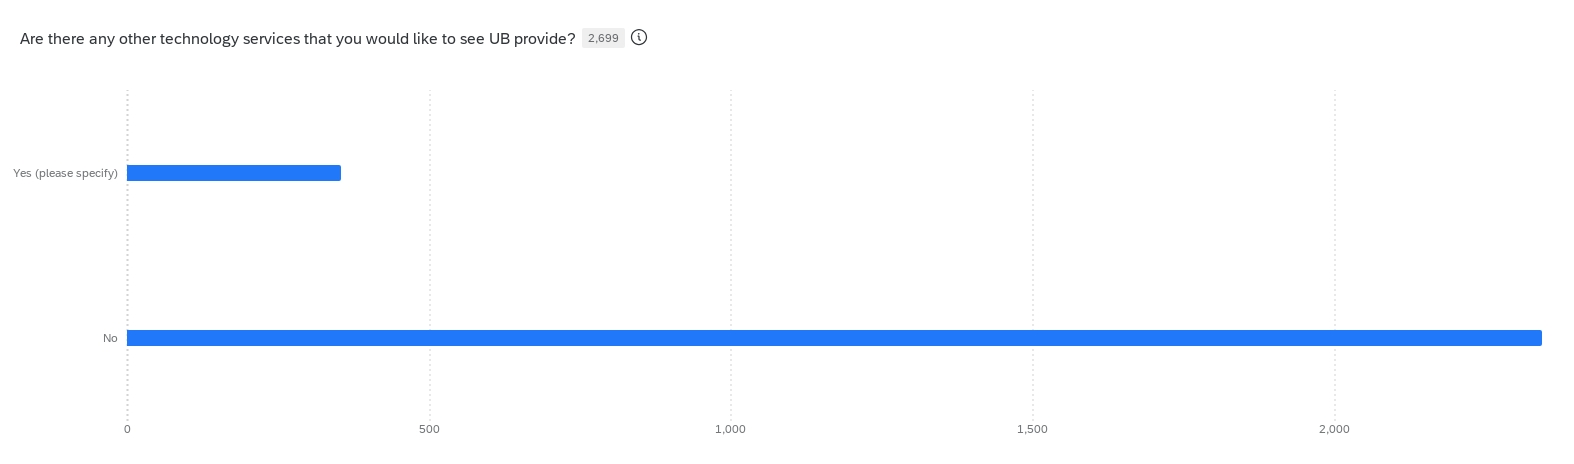 Are there any other technology services that you would like to see UB provide? 2,699
Yes (please specify)
No
0 500 1,000 1,500 2,000